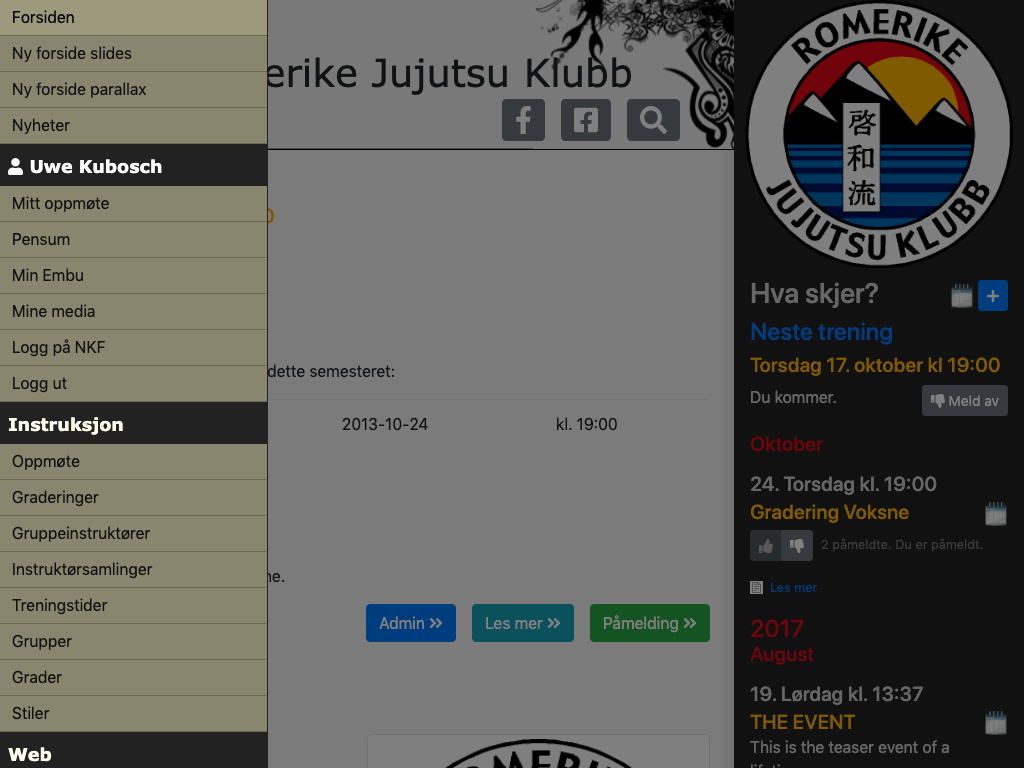 Forsiden
Ny forside slides
Ny forside parallax
Nyheter
Uwe Kubosch
Mitt oppmøte
Pensum
Min Embu
Mine media
Logg på NKF
Logg ut
Instruksjon
Oppmøte
Graderinger
Gruppeinstruktører
Instruktørsamlinger
Treningstider
Grupper
Grader
Stiler
Web
erike Jujutsu Klubb
dette semesteret:
2013-10-24 kl. 19:00
ne.
Admin »
Les mer »
Påmelding »
ROMERIKE
ROMERIKE
啓和流
JUJUTSU KLUBB
Hva skjer?
+
Neste trening
Torsdag 17. oktober kl 19:00
Du kommer.
Meld av
Oktober
24. Torsdag kl. 19:00
Gradering Voksne
2 påmeldte. Du er påmeldt.
Les mer
2017
August
19. Lørdag kl. 13:37
THE EVENT
This is the teaser event of a